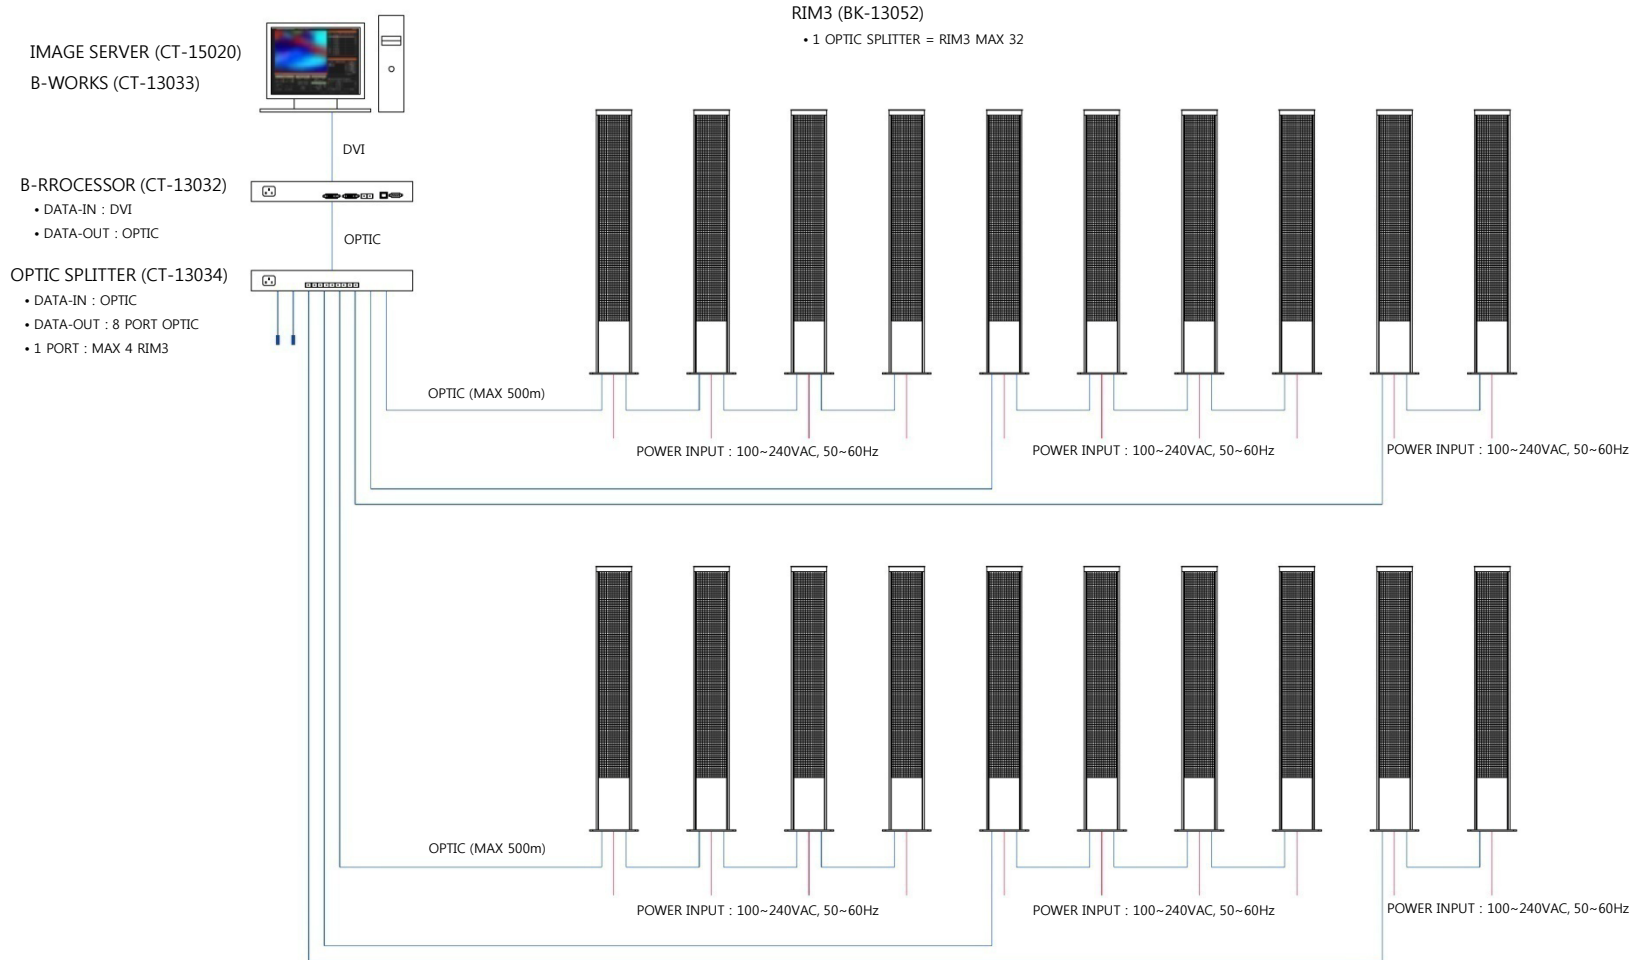 RIM3 (BK-13052)
• 1 OPTIC SPLITTER = RIM3 MAX 32
IMAGE SERVER (CT-15020)
B-WORKS (CT-13033)
DVI
B-RROCESSOR (CT-13032)
• DATA-IN : DVI
• DATA-OUT : OPTIC
OPTIC
OPTIC SPLITTER (CT-13034)
• DATA-IN : OPTIC
• DATA-OUT : 8 PORT OPTIC
• 1 PORT : MAX 4 RIM3
OPTIC (MAX 500m)
POWER INPUT : 100~240VAC, 50~60Hz
POWER INPUT : 100~240VAC, 50~60Hz
POWER INPUT : 100~240VAC, 50~60Hz
OPTIC (MAX 500m)
POWER INPUT : 100~240VAC, 50~60Hz
POWER INPUT : 100~240VAC, 50~60Hz
POWER INPUT : 100~240VAC, 50~60Hz